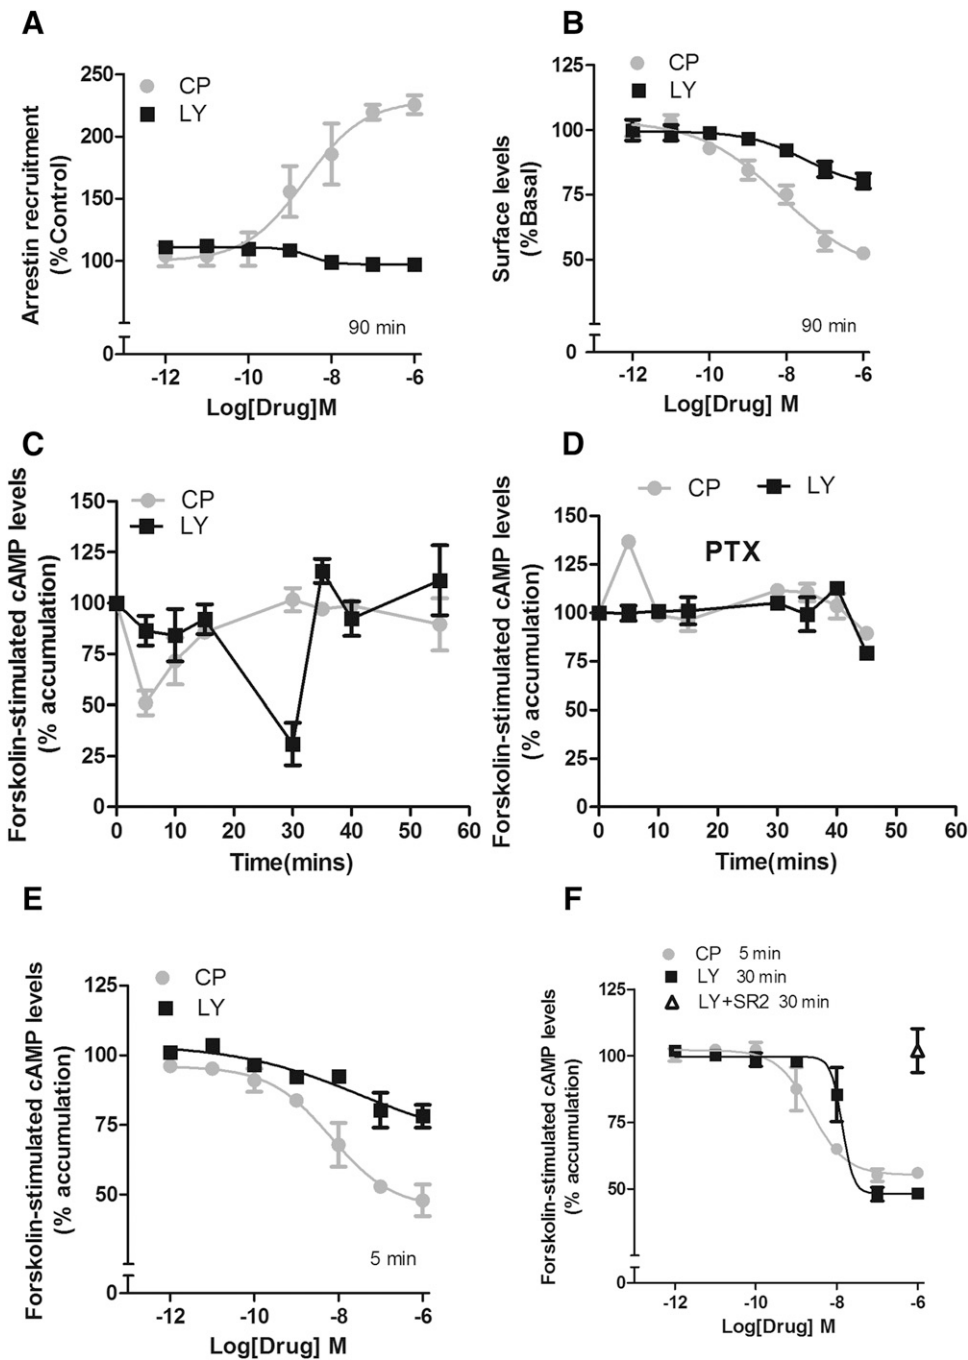 A
Arrestin recruitment
(%Control)
CP
LY
250
200
150
100
0
90 min
-12 -10 -8 -6
Log[Drug]M
B
Surface levels
(%Basal)
CP
LY
125
100
75
50
0
90 min
-12 -10 -8 -6
Log[Drug] M
C
Forskolin-stimulated cAMP levels
(% accumulation)
CP
LY
150
125
100
75
50
25
0
0 10 20 30 40 50 60
Time(mins)
D
Forskolin-stimulated cAMP levels
(% accumulation)
CP LY
PTX
150
125
100
75
50
25
0
0 10 20 30 40 50 60
Time(mins)
E
Forskolin-stimulated cAMP levels
(% accumulation)
CP
LY
125
100
75
50
0
5 min
-12 -10 -8 -6
Log[Drug] M
F
Forskolin-stimulated cAMP levels
(% accumulation)
CP 5 min
LY 30 min
LY+SR2 30 min
125
100
75
50
0
-12 -10 -8 -6
Log[Drug] M